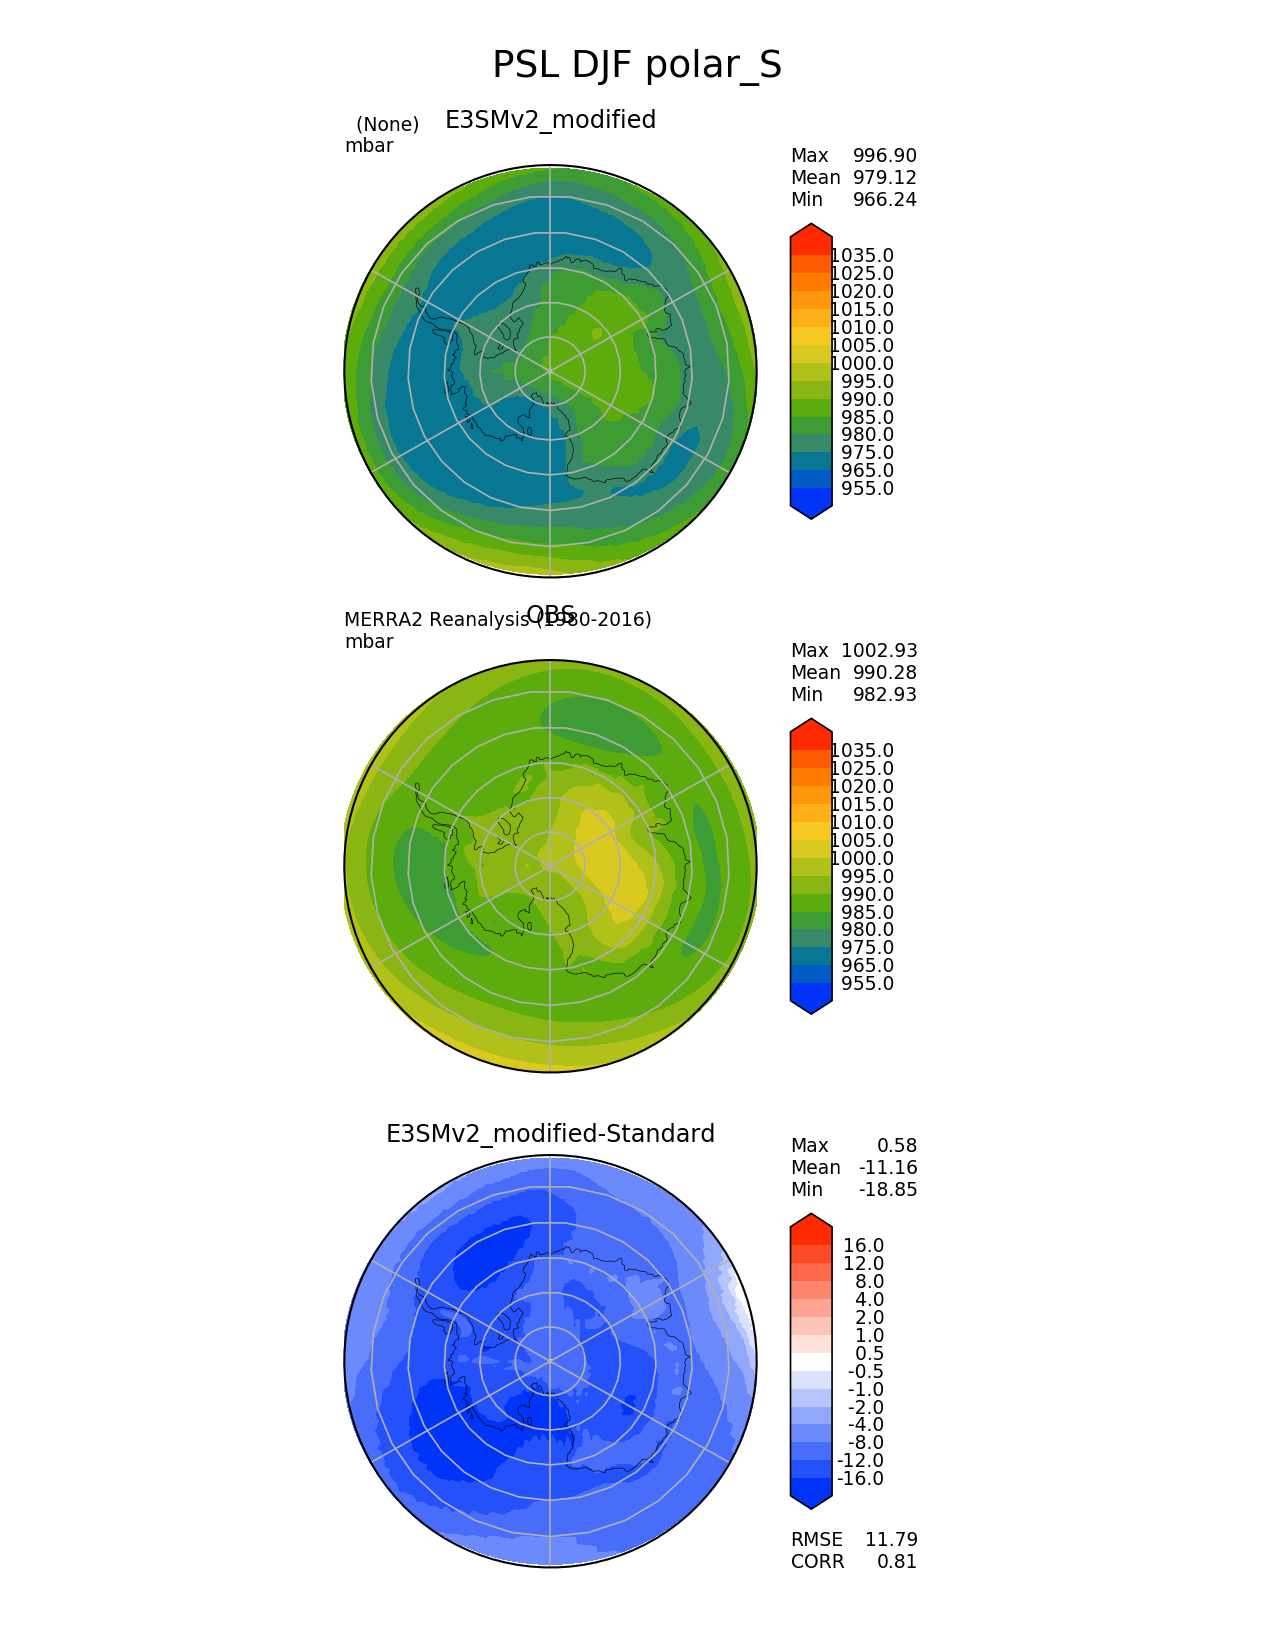 PSL DJF polar_S
E3SMv2_modified
(None)
mbar
Max 996.90
Mean 979.12
Min 966.24
1035.0
1025.0
1020.0
1015.0
1010.0
1005.0
1000.0
995.0
990.0
985.0
980.0
975.0
965.0
955.0
OBS
MERRA2 Reanalysis (1980-2016)
mbar
Max 1002.93
Mean 990.28
Min 982.93
1035.0
1025.0
1020.0
1015.0
1010.0
1005.0
1000.0
995.0
990.0
985.0
980.0
975.0
965.0
955.0
E3SMv2_modified-Standard
Max 0.58
Mean -11.16
Min -18.85
16.0
12.0
8.0
4.0
2.0
1.0
0.5
-0.5
-1.0
-2.0
-4.0
-8.0
-12.0
-16.0
RMSE 11.79
CORR 0.81